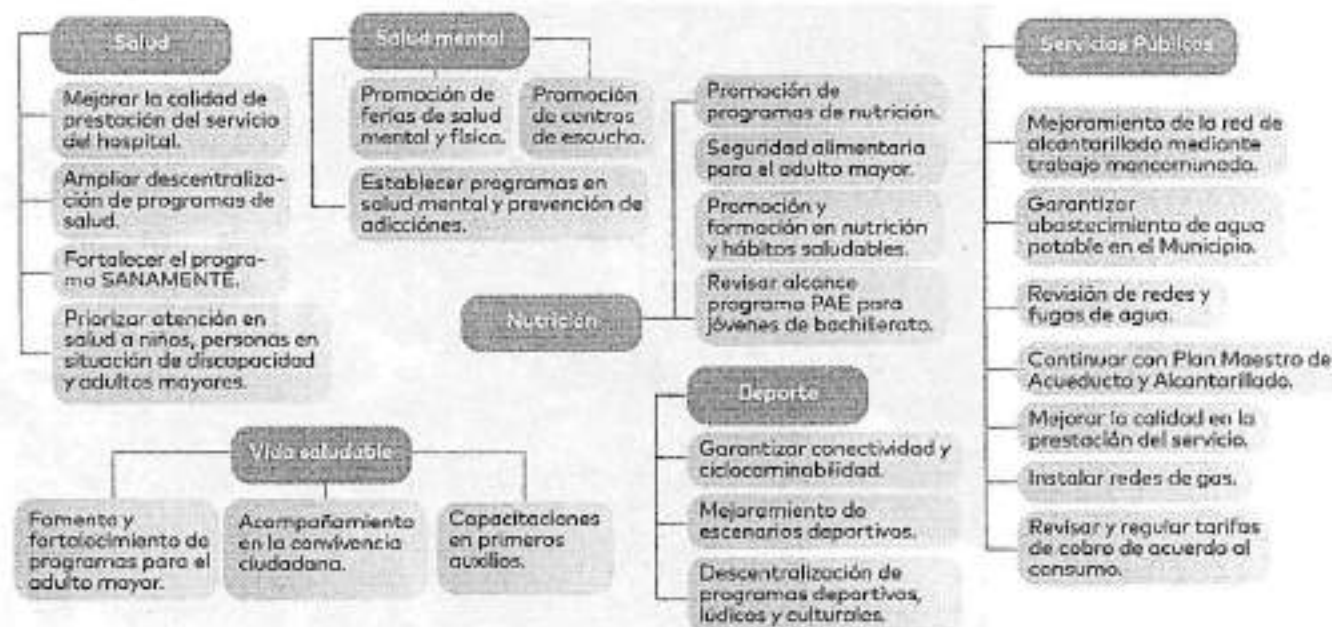 Salud
Mejorar la calidad de
prestación del servicio
del hospital.
Ampliar descentraliza-
ción de programas de
salud.
Fortalecer el progra-
ma SANAMENTE.
Priorizar atención en
salud a niños, personas en
situación de discapacidad
y adultos mayores.
Salud mental
Promoción de
ferias de salud
mental y física.
Promoción
de centros
de escucha.
Establecer programas en
salud mental y prevención de
adicciónes.
Nutrición
Promoción de
programas de nutrición.
Seguridad alimentaria
para el adulto mayor.
Promoción y
formación en nutrición
y hábitos saludables.
Revisar alcance
programa PAE para
jóvenes de bachillerato.
Vida saludable
Fomento y
fortalecimiento de
programas para el
adulto mayor.
Acompañamiento
en la convivencia
ciudadana.
Capacitaciones
en primeros
auxilios.
Deporte
Garantizar conectividad y
ciclocaminabilidad.
Mejoramiento de
escenarios deportivos.
Descentralización de
programas deportivos,
lúdicos y culturales.
Servicios Públicos
Mejoramiento de la red de
alcantarillado mediante
trabajo mancomunado.
Garantizar
abastecimiento de agua
potable en el Municipio.
Revisión de redes y
fugas de agua.
Continuar con Plan Maestro de
Acueducto y Alcantarillado.
Mejorar la calidad en la
prestación del servicio.
Instalar redes de gas.
Revisar y regular tarifas
de cobro de acuerdo al
consumo.